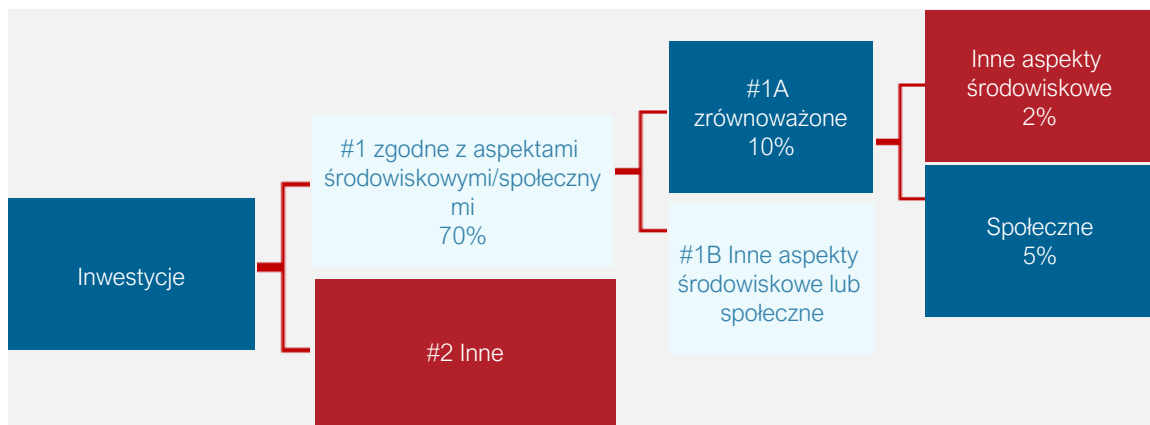 Inwestycje
#1 zgodne z aspektami
środowiskowymi/społeczny
mi
70%
#2 Inne
#1A
zrównoważone
10%
#1B Inne aspekty
środowiskowe lub
społeczne
Inne aspekty
środowiskowe
2%
Społeczne
5%